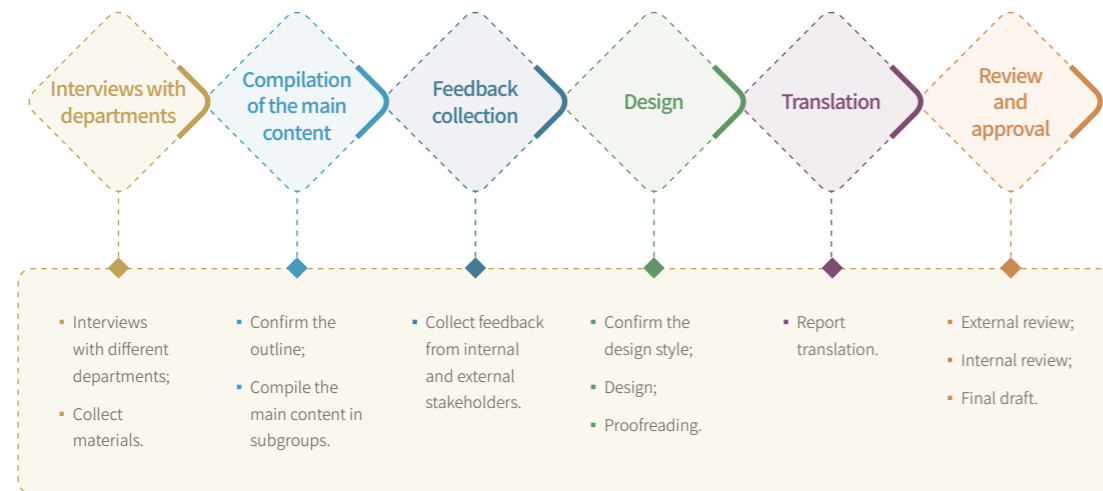 Interviews with
departments
Compilation
of the main
content
Feedback
collection
Design
Translation
Review
and
approval
▪ Interviews
with different
departments;
▪ Collect
materials.
▪ Confirm the
outline;
▪ Compile the
main content in
subgroups.
▪ Collect feedback
from internal
and external
stakeholders.
▪ Confirm the
design style;
▪ Design;
▪ Proofreading.
▪ Report
translation.
▪ External review;
▪ Internal review;
▪ Final draft.